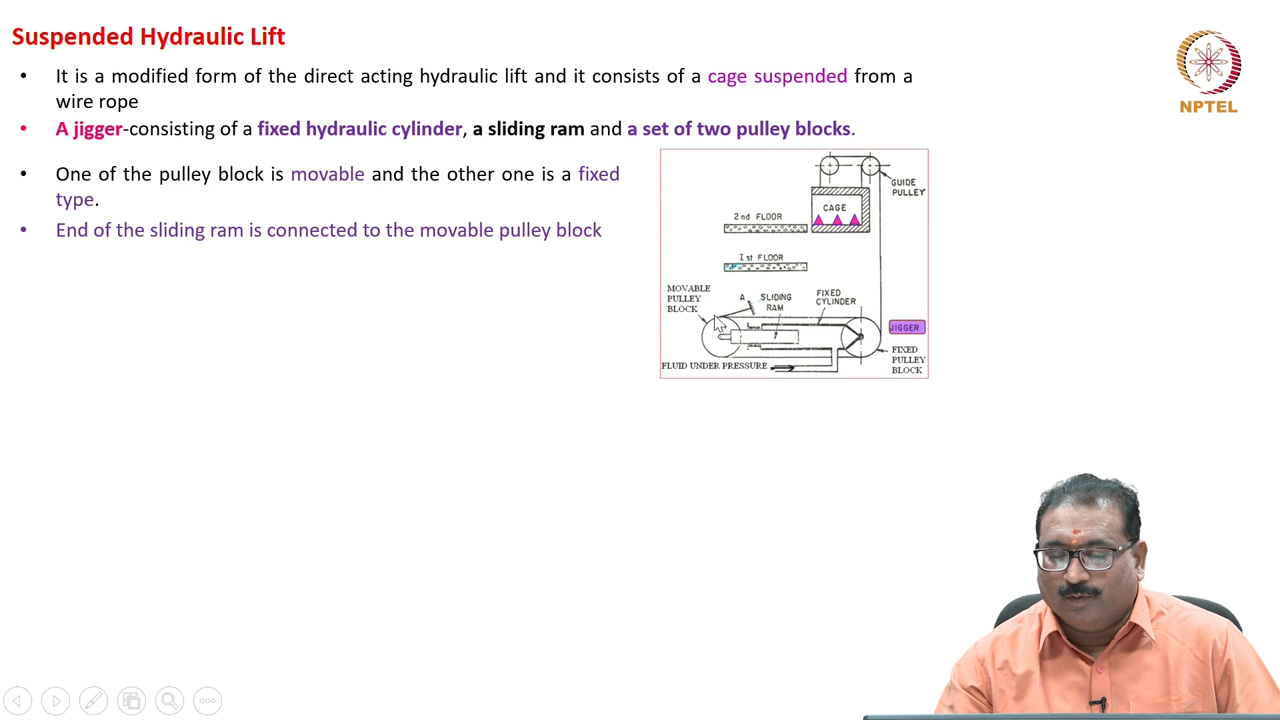 Suspended Hydraulic Lift
NPTEL
• It is a modified form of the direct acting hydraulic lift and it consists of a cage suspended from a
wire rope
• A jigger-consisting of a fixed hydraulic cylinder, a sliding ram and a set of two pulley blocks.
• One of the pulley block is movable and the other one is a fixed
type.
• End of the sliding ram is connected to the movable pulley block
GUIDE
PULLEY
CAGE
2 nd FLOOR
1 st FLOOR
MOVABLE
PULLEY
BLOCK
A
SLIDING
RAM
FIXED
CYLINDER
JIGGER
FIXED
PULLEY
BLOCK
FLUID UNDER PRESSURE